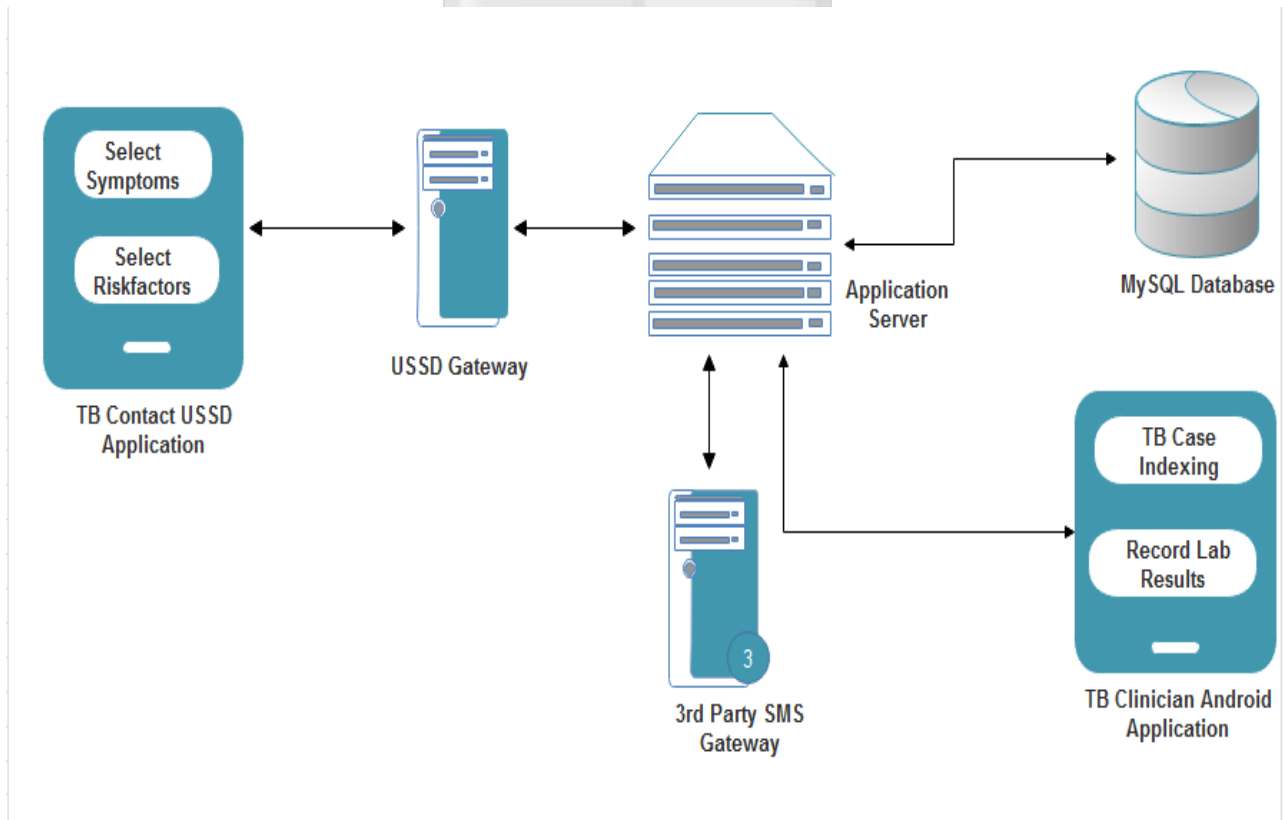 Select
Symptoms
Select
Riskfactors
TB Contact USSD
Application
USSD Gateway
Application
Server
MySQL Database
3
3rd Party SMS
Gateway
TB Case
Indexing
Record Lab
Results
TB Clinician Android
Application